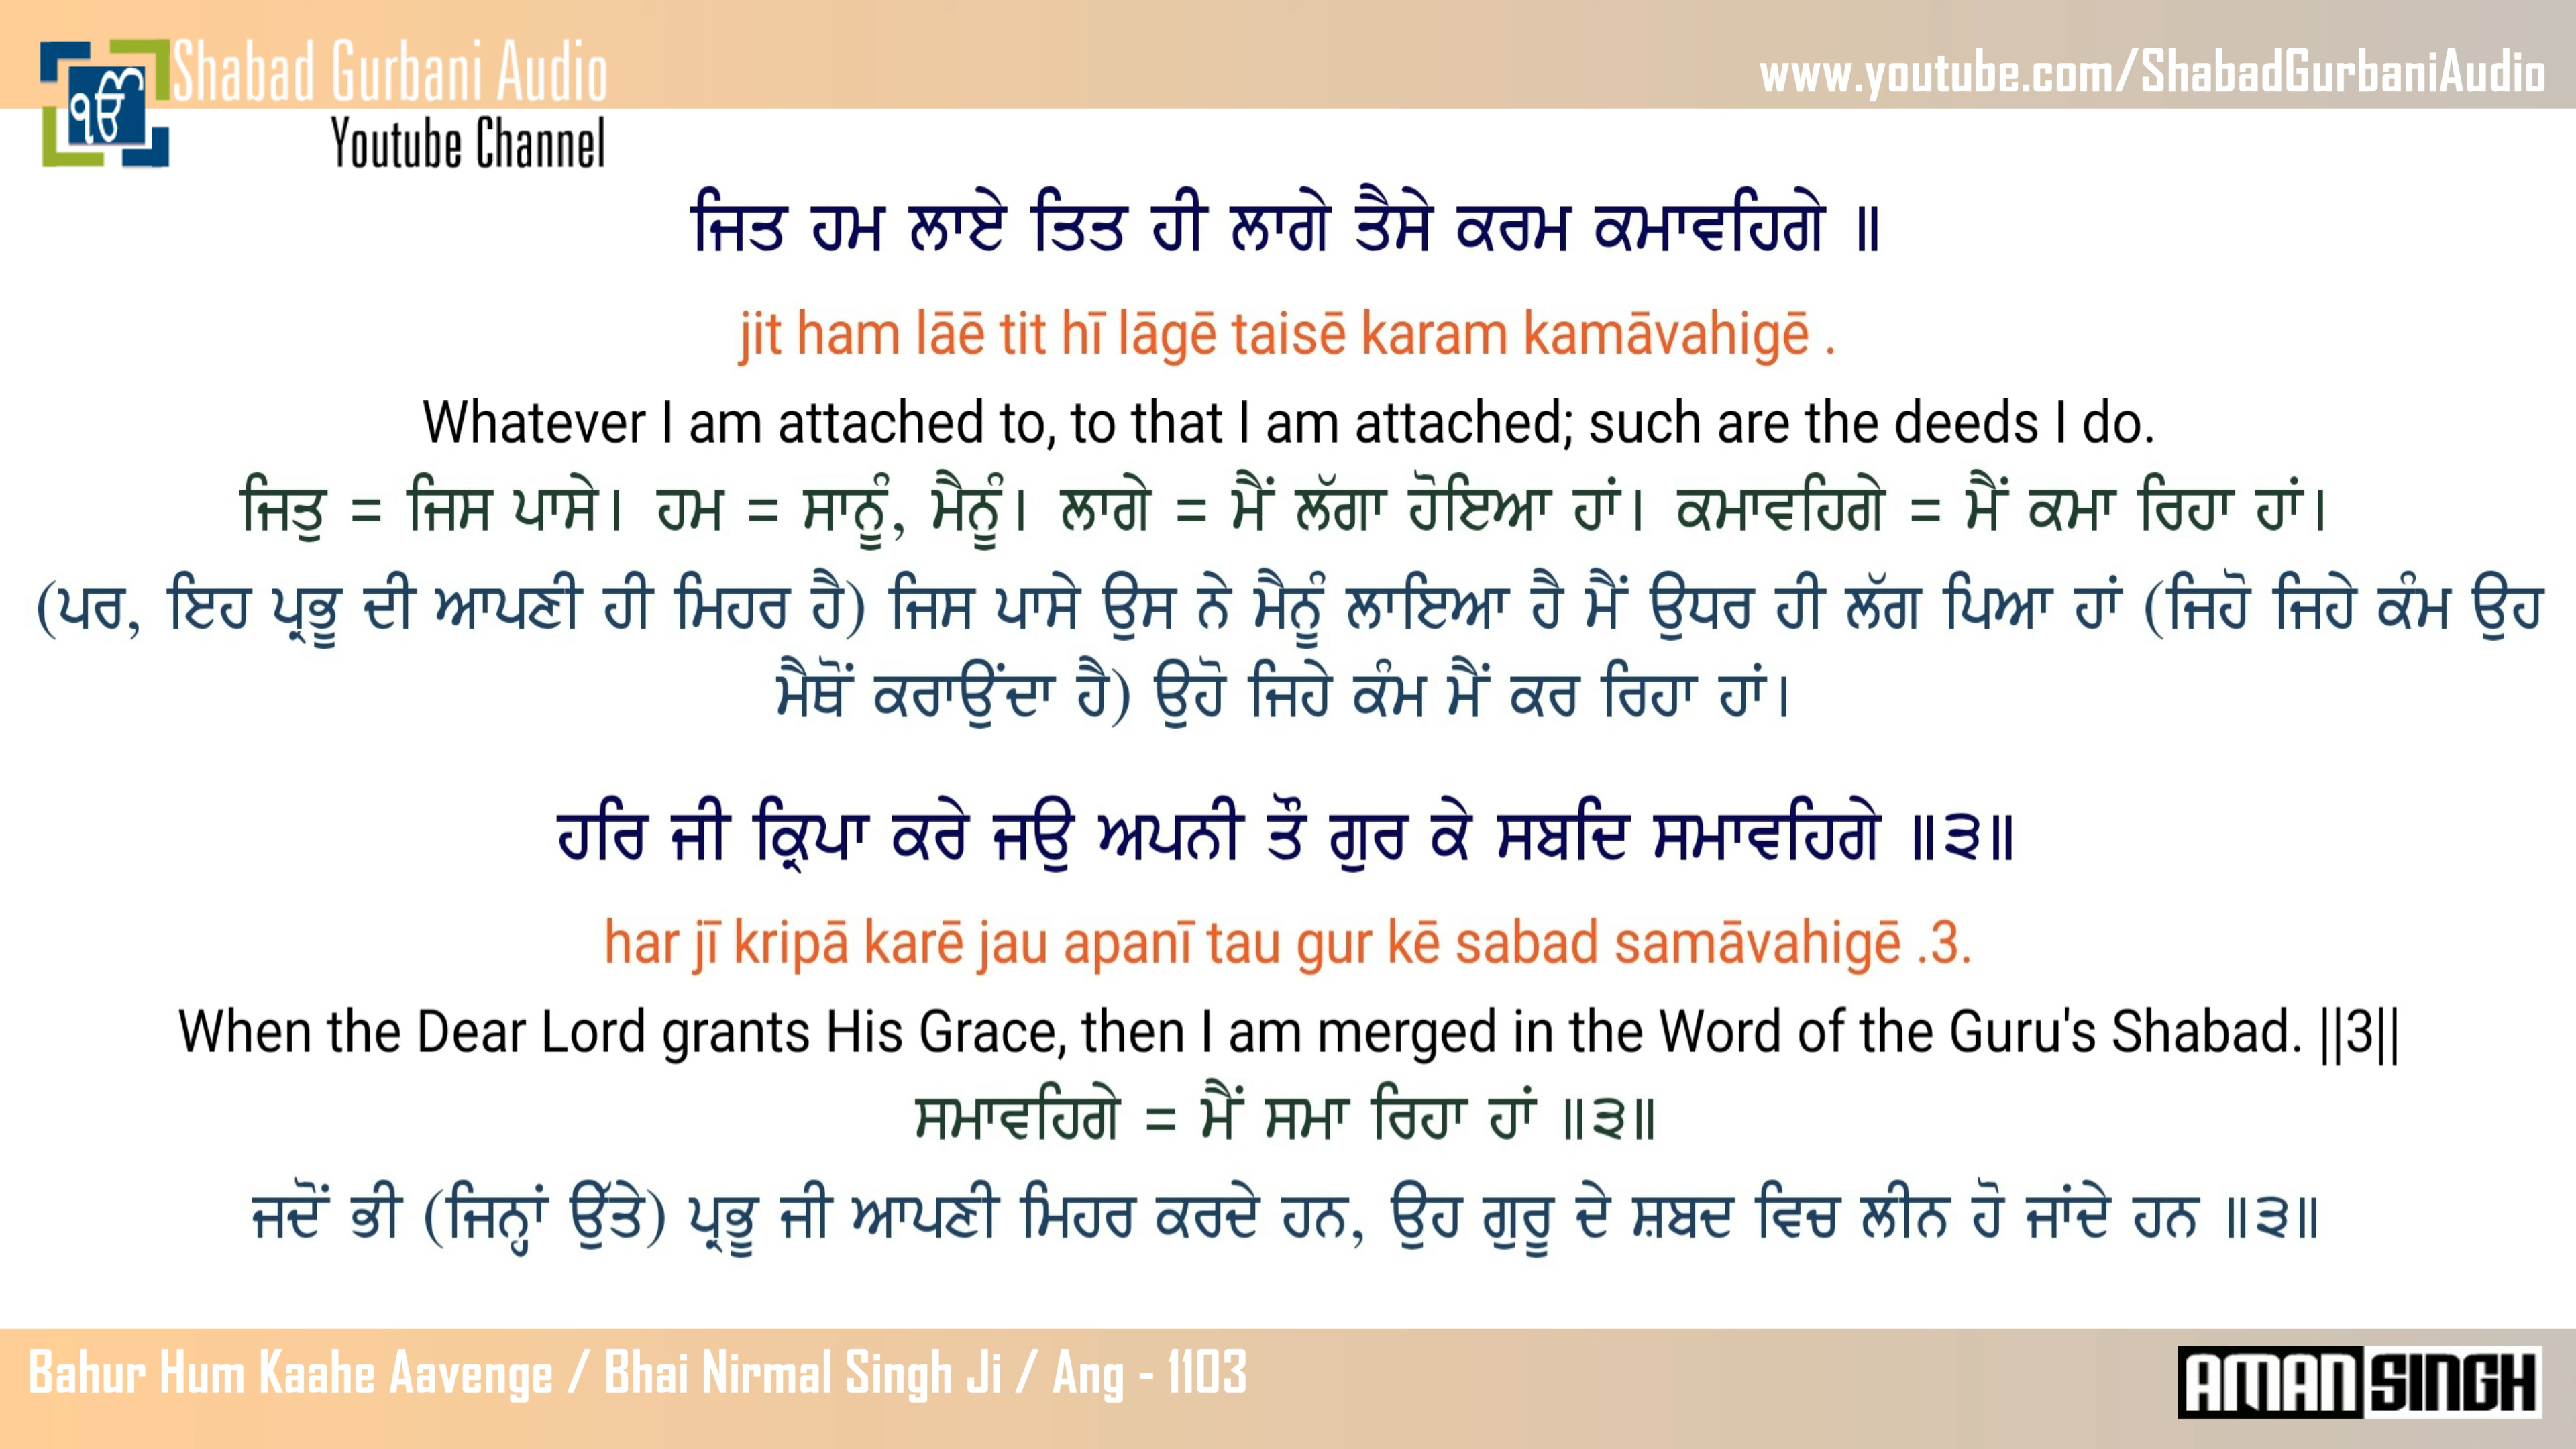 Shabad Gurbani Audio
www.youtube.com/ShabadGurbaniAudio
ੴ
Youtube Channel
ਜਿਤ ਹਮ ਲਾਏ ਤਿਤ ਹੀ ਲਾਗੇ ਤੈਸੇ ਕਰਮ ਕਮਾਵਹਿਗੇ ॥
jit ham lāē tit hī lāgē taisē karam kamāvahigē .
Whatever I am attached to, to that I am attached; such are the deeds I do.
ਜਿਤੁ = ਜਿਸ ਪਾਸੇ। ਹਮ = ਸਾਨੂੰ, ਮੈਨੂੰ। ਲਾਗੇ = ਮੈਂ ਲੱਗਾ ਹੋਇਆ ਹਾਂ। ਕਮਾਵਹਿਗੇ = ਮੈਂ ਕਮਾ ਰਿਹਾ ਹਾਂ।
(ਪਰ, ਇਹ ਪ੍ਰਭੂ ਦੀ ਆਪਣੀ ਹੀ ਮਿਹਰ ਹੈ) ਜਿਸ ਪਾਸੇ ਉਸ ਨੇ ਮੈਨੂੰ ਲਾਇਆ ਹੈ ਮੈਂ ਉਧਰ ਹੀ ਲੱਗ ਪਿਆ ਹਾਂ (ਜਿਹੋ ਜਿਹੇ ਕੰਮ ਉਹ
ਮੈਥੋਂ ਕਰਾਉਂਦਾ ਹੈ) ਉਹੋ ਜਿਹੇ ਕੰਮ ਮੈਂ ਕਰ ਰਿਹਾ ਹਾਂ।
ਹਰਿ ਜੀ ਕ੍ਰਿਪਾ ਕਰੇ ਜਉ ਅਪਨੀ ਤੌ ਗੁਰ ਕੇ ਸਬਦਿ ਸਮਾਵਹਿਗੇ ॥੩॥
har jī kripā karē jau apanī tau gur kē sabad samāvahigē .3.
When the Dear Lord grants His Grace, then I am merged in the Word of the Guru's Shabad. ||3||
ਸਮਾਵਹਿਗੇ = ਮੈਂ ਸਮਾ ਰਿਹਾ ਹਾਂ ॥੩॥
ਜਦੋਂ ਭੀ (ਜਿਨ੍ਹਾਂ ਉੱਤੇ) ਪ੍ਰਭੂ ਜੀ ਆਪਣੀ ਮਿਹਰ ਕਰਦੇ ਹਨ, ਉਹ ਗੁਰੂ ਦੇ ਸ਼ਬਦ ਵਿਚ ਲੀਨ ਹੋ ਜਾਂਦੇ ਹਨ ॥੩॥
Bahur Hum Kaahe Aavenge / Bhai Nirmal Singh Ji / Ang - 1103
AMAN SINGH